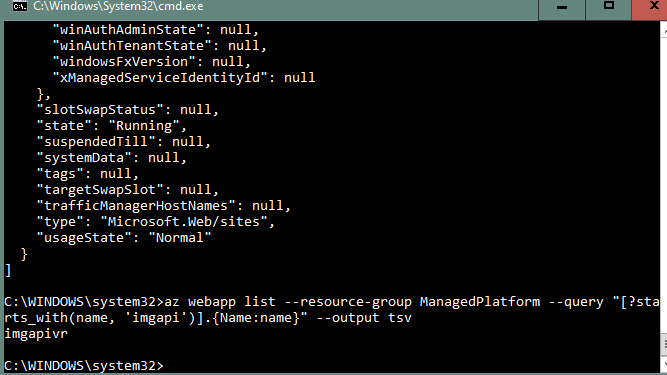 C:\Windows\System32\cmd.exe
"winAuthAdminState": null,
"winAuthTenantState": null,
"windowsFxVersion": null,
"xManagedServiceIdentityId": null
},
"slotSwapStatus": null,
"state": "Running",
"suspendedTill": null,
"systemData": null,
"tags": null,
"targetSwapSlot": null,
"trafficManagerHostNames": null,
"type": "Microsoft.Web/sites",
"usageState": "Normal"
}
]
C:\WINDOWS\system32>az webapp list --resource-group ManagedPlatform --query "[?sta
rts_with(name, 'imgapi')].{Name:name}" --output tsv
imgapivr
C:\WINDOWS\system32>